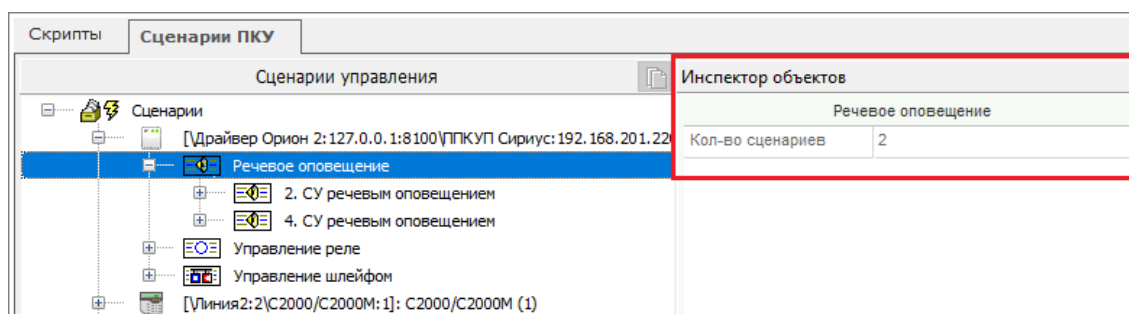 Скрипты
Сценарии ПКУ
Сценарии управления
Инспектор объектов
Сценарии
Речевое оповещение
[\Драйвер Орион 2:127.0.0.1:8100\ППКУП Сириус:192.168.201.220
Кол-во сценариев 2
Речевое оповещение
2. СУ речевым оповещением
4. СУ речевым оповещением
Управление реле
Управление шлейфом
[\Линия2:2\С2000/С2000М:1]: С2000/С2000М (1)